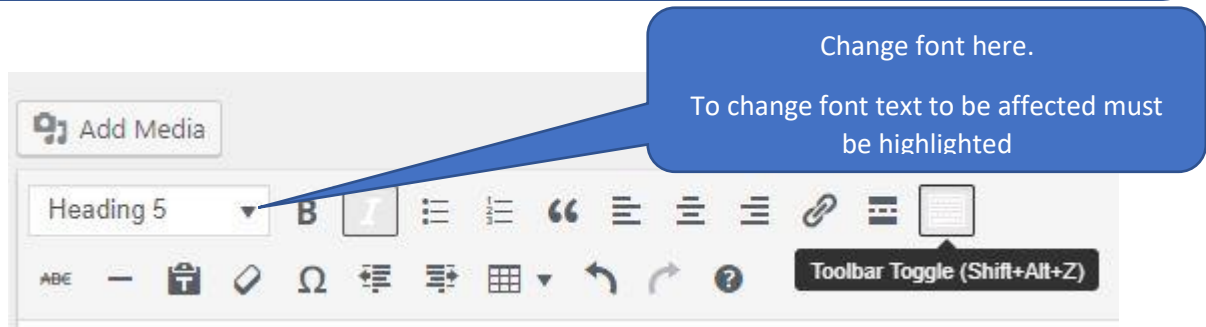 Change font here.
To change font text to be affected must
be highlighted
Add Media
Heading 5 B I
ABE Ω
Toolbar Toggle (Shift+Alt+Z)